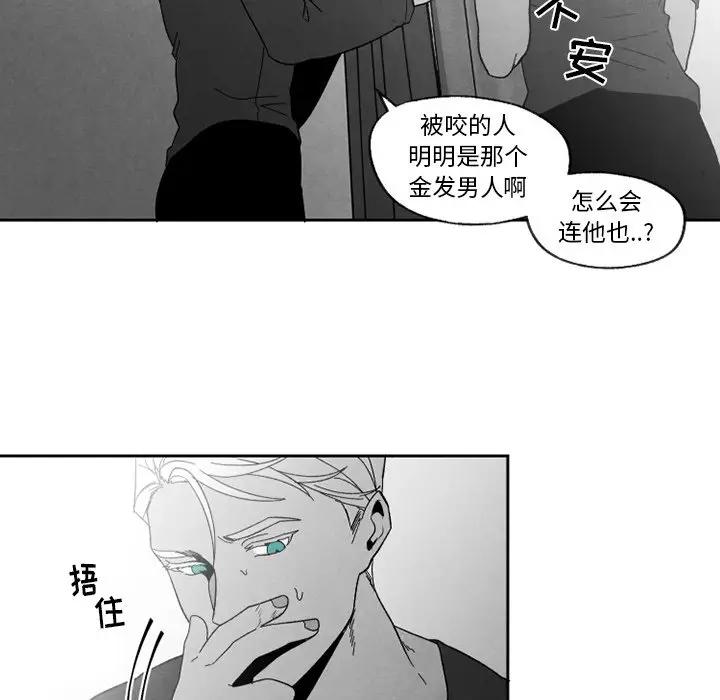 不安
被咬的人
明明是那个
金发男人啊
怎么会
连他也..?
捂住